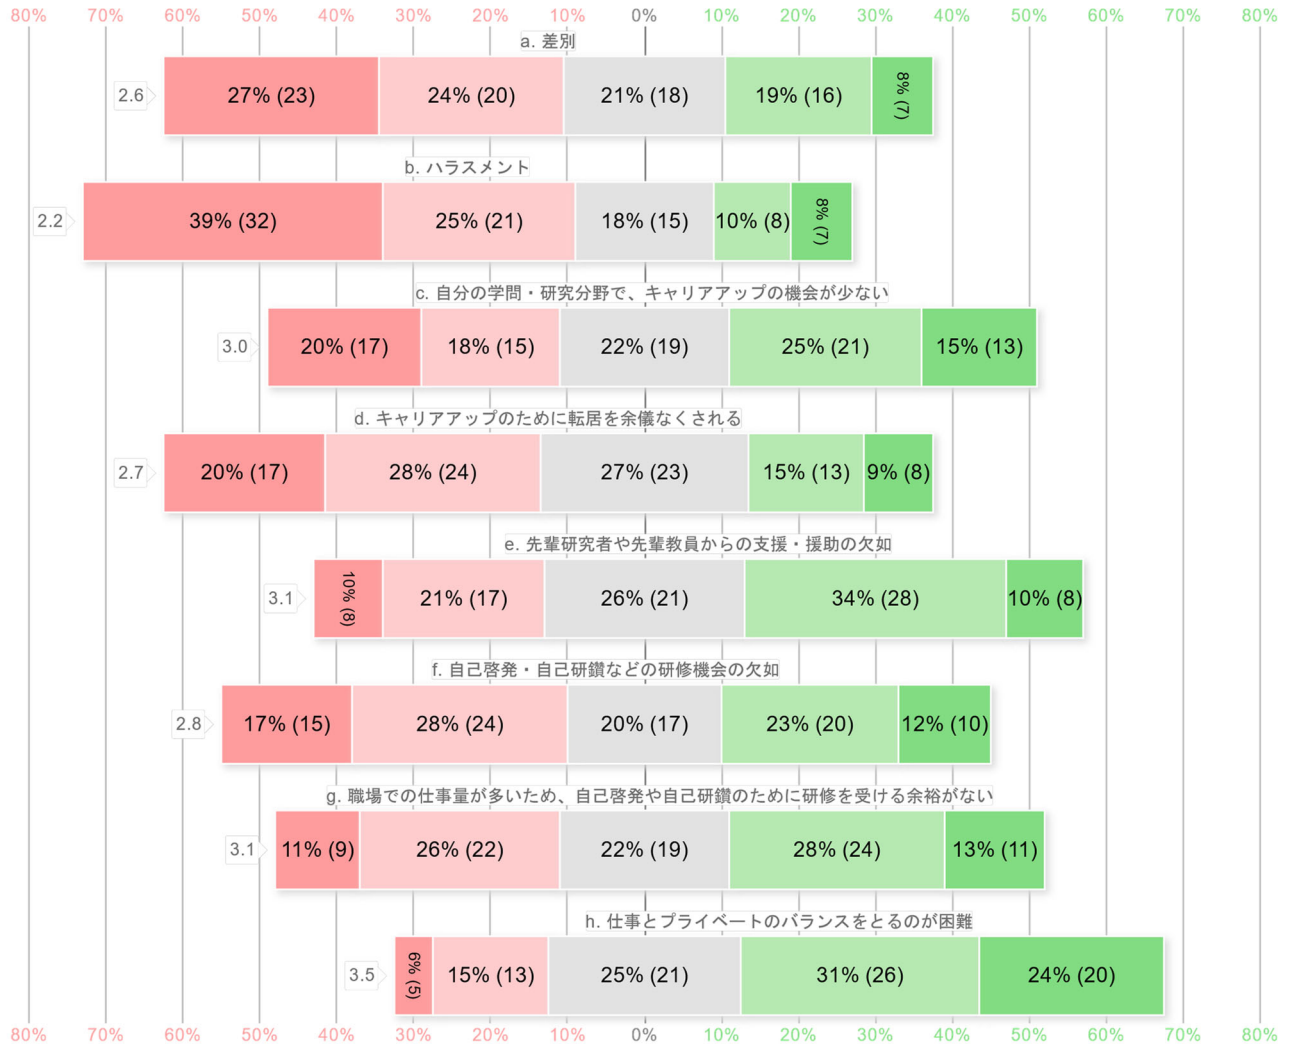 80% 70% 60% 50% 40% 30% 20% 10% 0% 10% 20% 30% 40% 50% 60% 70% 80%
a. 差別
2.6 27% (23) 24% (20) 21% (18) 19% (16) 8% (7)
b. ハラスメント
2.2 39% (32) 25% (21) 18% (15) 10% (8) 8% (7)
c. 自分の学問・研究分野で、キャリアアップの機会が少ない
3.0 20% (17) 18% (15) 22% (19) 25% (21) 15% (13)
d. キャリアアップのために転居を余儀なくされる
2.7 20% (17) 28% (24) 27% (23) 15% (13) 9% (8)
e. 先輩研究者や先輩教員からの支援・援助の欠如
3.1 10% (8) 21% (17) 26% (21) 34% (28) 10% (8)
f. 自己啓発・自己研鑽などの研修機会の欠如
2.8 17% (15) 28% (24) 20% (17) 23% (20) 12% (10)
g. 職場での仕事量が多いため、自己啓発や自己研鑽のために研修を受ける余裕がない
3.1 11% (9) 26% (22) 22% (19) 28% (24) 13% (11)
h. 仕事とプライベートのバランスをとるのが困難
3.5 6% (5) 15% (13) 25% (21) 31% (26) 24% (20)
80% 70% 60% 50% 40% 30% 20% 10% 0% 10% 20% 30% 40% 50% 60% 70% 80%